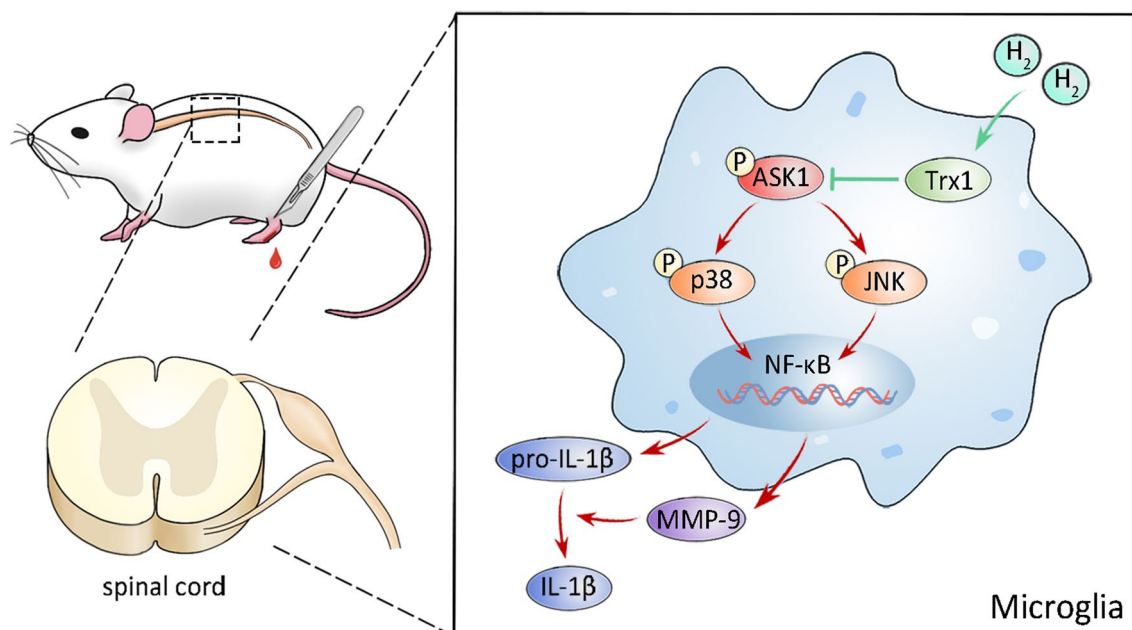 H₂
H₂
P
ASK1
Trx1
P
p38
P
JNK
NF-κB
pro-IL-1β
MMP-9
IL-1β
spinal cord
Microglia